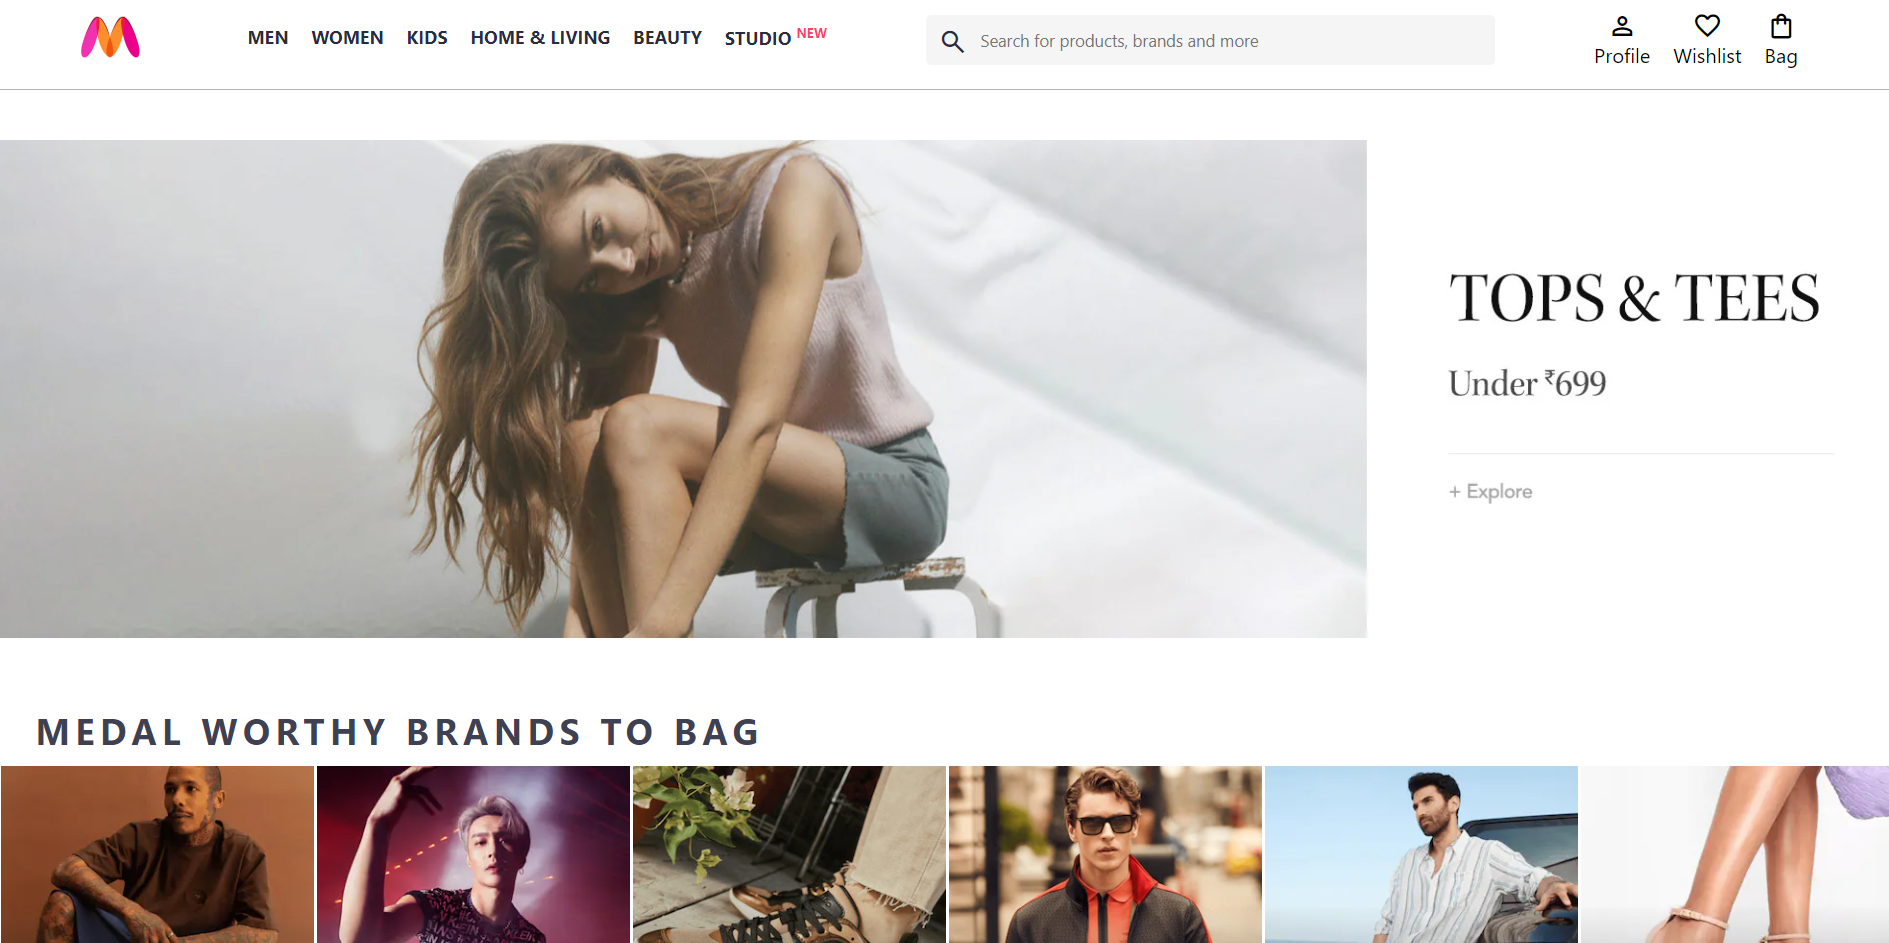 MEN WOMEN KIDS HOME & LIVING BEAUTY STUDIO NEW
Search for products, brands and more
Profile Wishlist Bag
TOPS & TEES
Under ₹699
+ Explore
MEDAL WORTHY BRANDS TO BAG